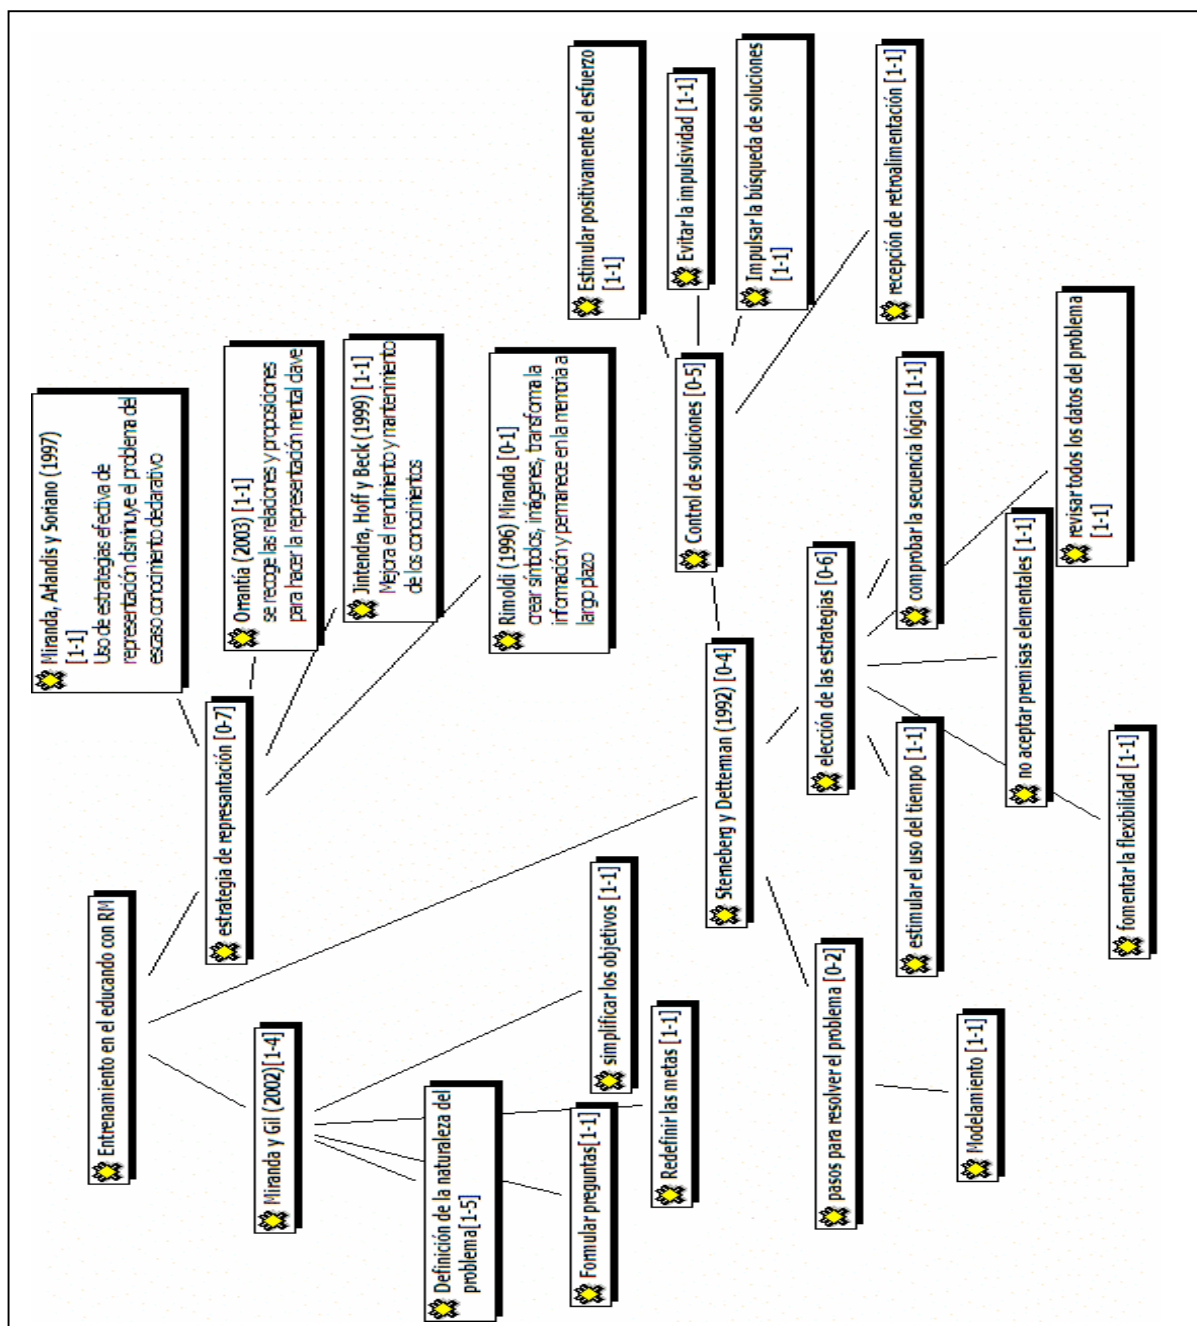 Entrenamiento en el educando con RM
Miranda y Gil (2002)[1-4]
Definición de la naturaleza del
problema[1-5]
Formular preguntas[1-1]
Redefinir las metas [1-1]
simplificar los objetivos [1-1]
estrategia de represantación [0-7]
Miranda, Arlandis y Soriano (1997)
[1-1]
Uso de estrategias efectiva de
representación disminuye el problema del
escaso conocimiento declarativo
Orrantia (2003) [1-1]
se recoge las relaciones y proposiciones
para hacer la representación mental clave
Jintendra, Hoff y Beck (1999) [1-1]
Mejora el rendimiento y mantenimiento
de los conocimientos
Rimoldi (1996) Miranda [0-1]
crear símbolos, imágenes, transforma la
información y permanece en la memoria a
largo plazo
Sterneberg y Detterman (1992) [0-4]
pasos para resolver el problema [0-2]
Modelamiento [1-1]
elección de las estrategias [0-6]
estimular el uso del tiempo [1-1]
fomentar la flexibilidad [1-1]
no aceptar premisas elementales [1-1]
comprobar la secuencia lógica [1-1]
revisar todos los datos del problema
[1-1]
Control de soluciones [0-5]
Estimular positivamente el esfuerzo
[1-1]
Evitar la impulsividad [1-1]
Impulsar la búsqueda de soluciones
[1-1]
recepción de retroalimentación [1-1]